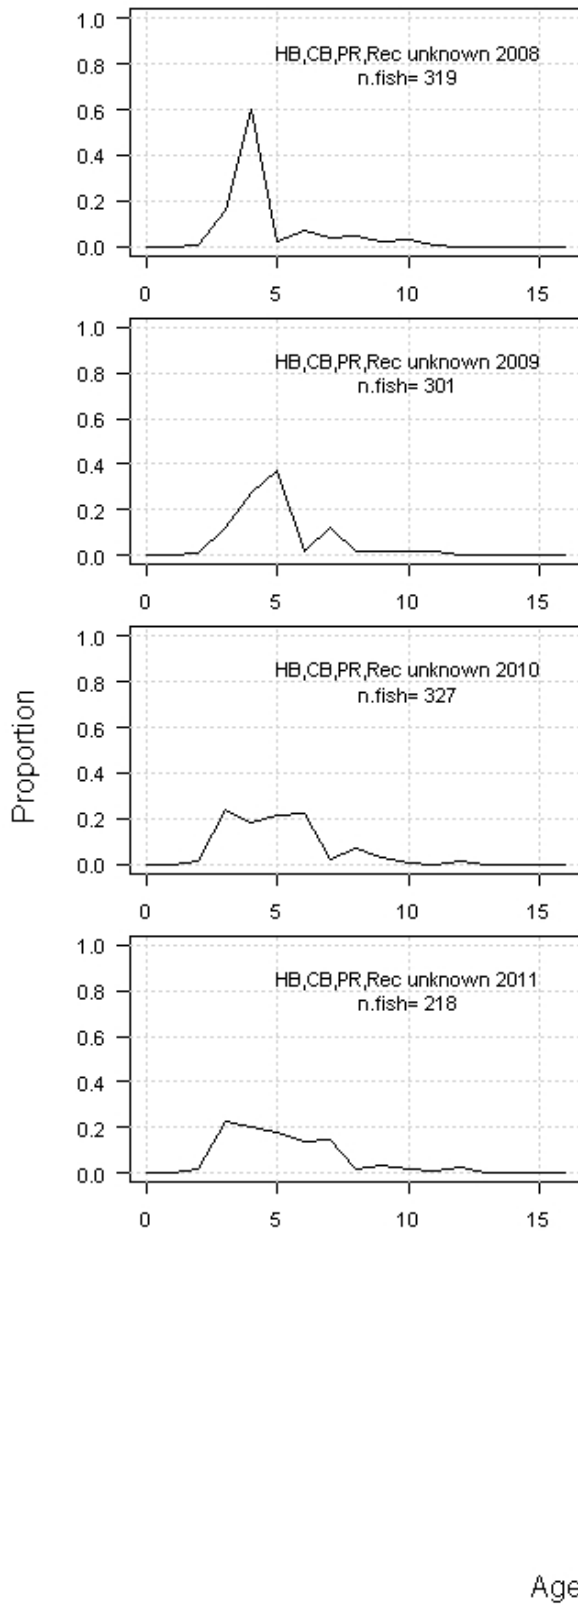 1.0
HB,CB,PR,Rec unknown 2008
0.8
n.fish= 319
0.6
0.4
0.2
0.0
0 5 10 15
1.0
HB,CB,PR,Rec unknown 2009
0.8
n.fish= 301
0.6
0.4
0.2
0.0
0 5 10 15
1.0
HB,CB,PR,Rec unknown 2010
0.8
n.fish= 327
0.6
0.4
0.2
0.0
0 5 10 15
Proportion
1.0
HB,CB,PR,Rec unknown 2011
0.8
n.fish= 218
0.6
0.4
0.2
0.0
0 5 10 15
Age